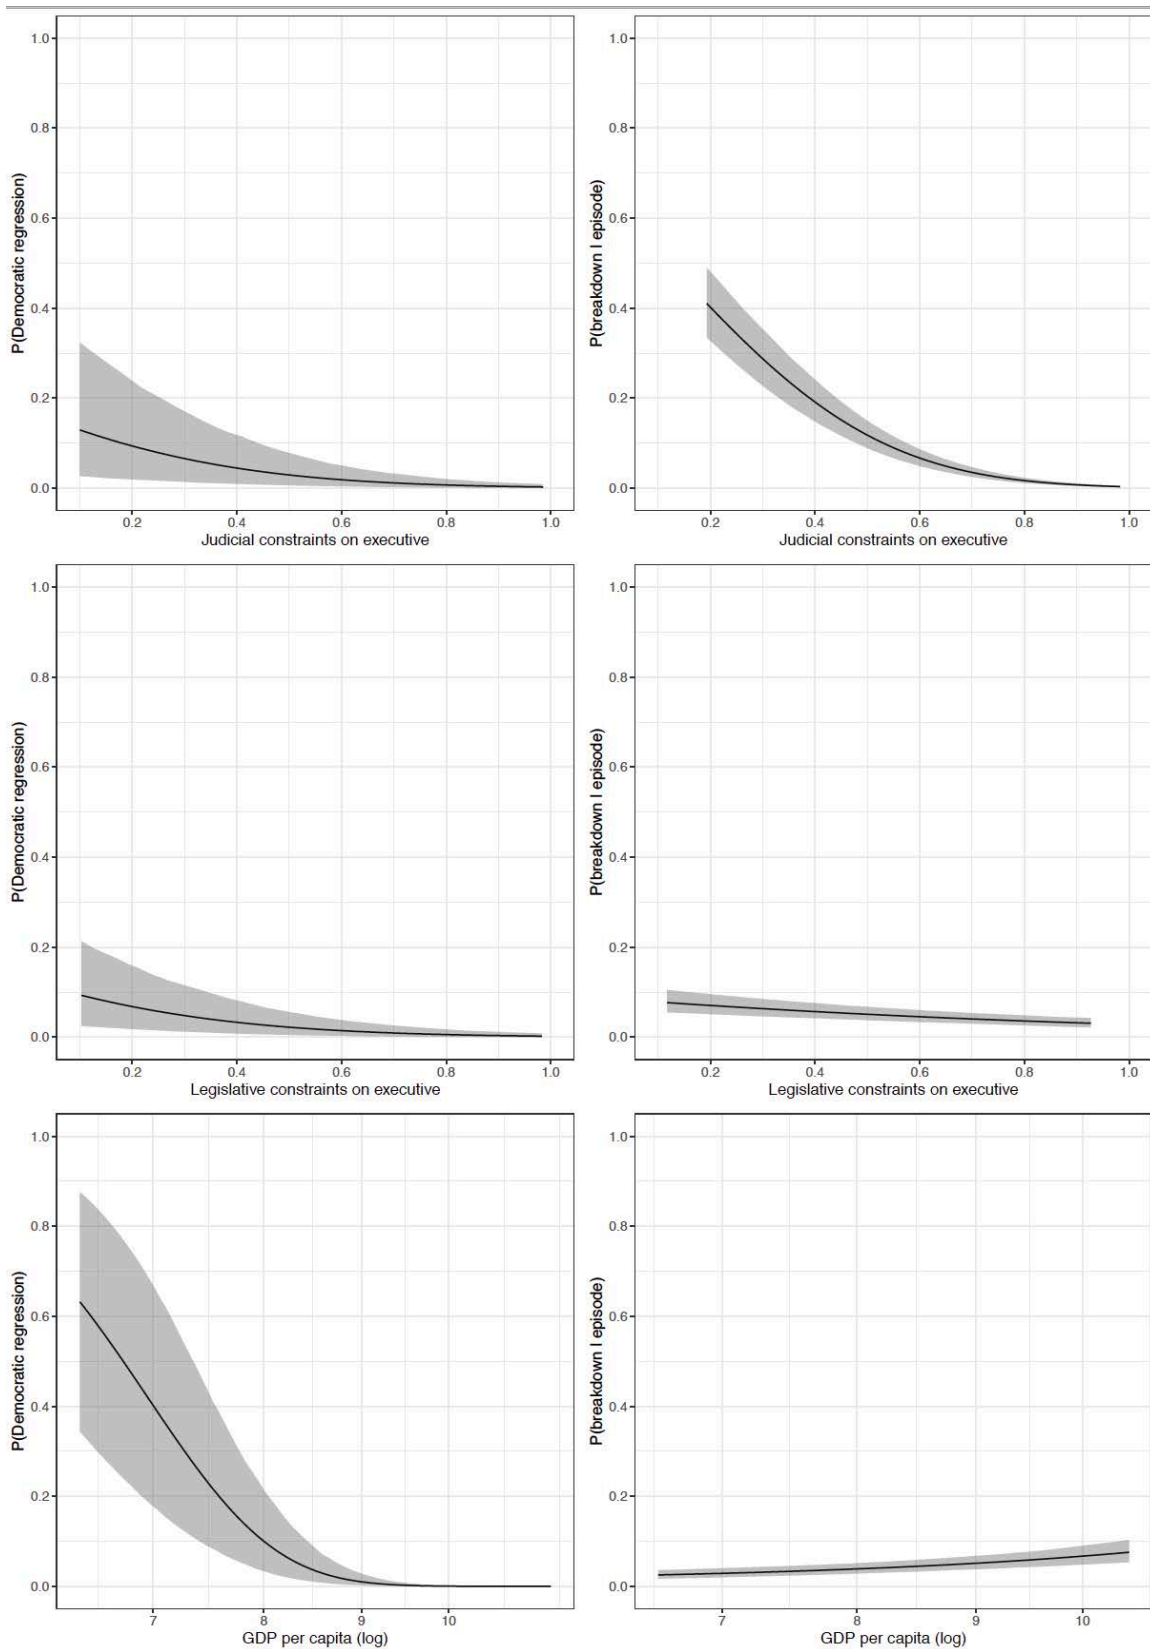 1.0
0.8
0.6
0.4
0.2
0.0
P(Democratic regression)
0.2 0.4 0.6 0.8 1.0
Judicial constraints on executive
1.0
0.8
0.6
0.4
0.2
0.0
P(breakdown | episode)
0.2 0.4 0.6 0.8 1.0
Judicial constraints on executive
1.0
0.8
0.6
0.4
0.2
0.0
P(Democratic regression)
0.2 0.4 0.6 0.8 1.0
Legislative constraints on executive
1.0
0.8
0.6
0.4
0.2
0.0
P(breakdown | episode)
0.2 0.4 0.6 0.8 1.0
Legislative constraints on executive
1.0
0.8
0.6
0.4
0.2
0.0
P(Democratic regression)
7 8 9 10
GDP per capita (log)
1.0
0.8
0.6
0.4
0.2
0.0
P(breakdown | episode)
7 8 9 10
GDP per capita (log)